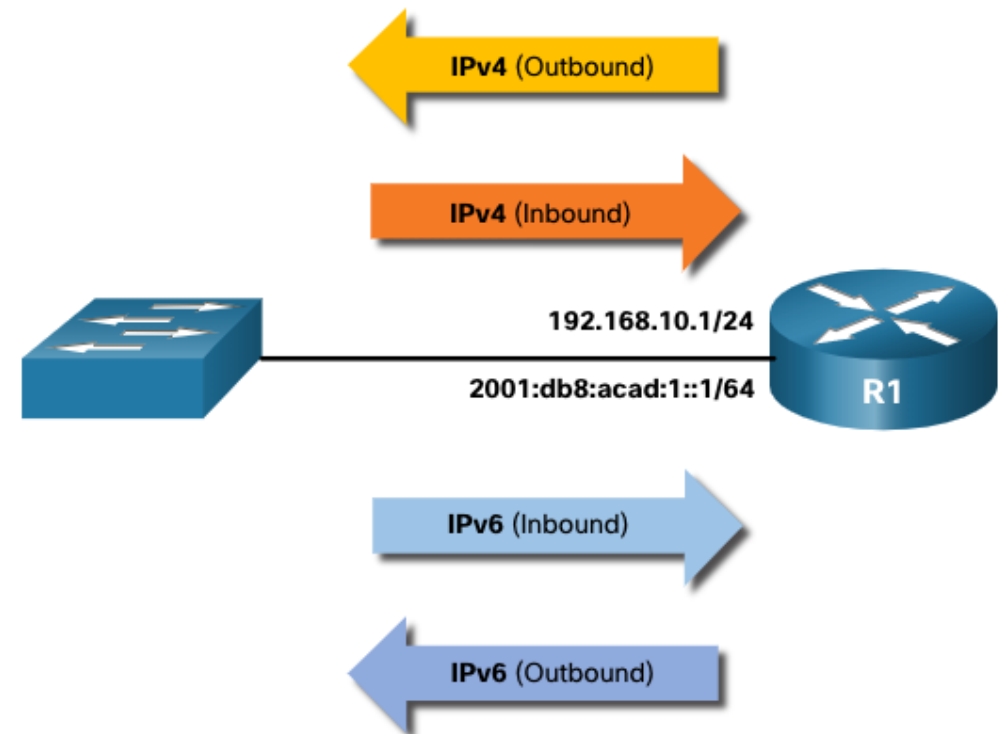 IPv4 (Outbound)
IPv4 (Inbound)
192.168.10.1/24
2001:db8:acad:1::1/64
R1
IPv6 (Inbound)
IPv6 (Outbound)